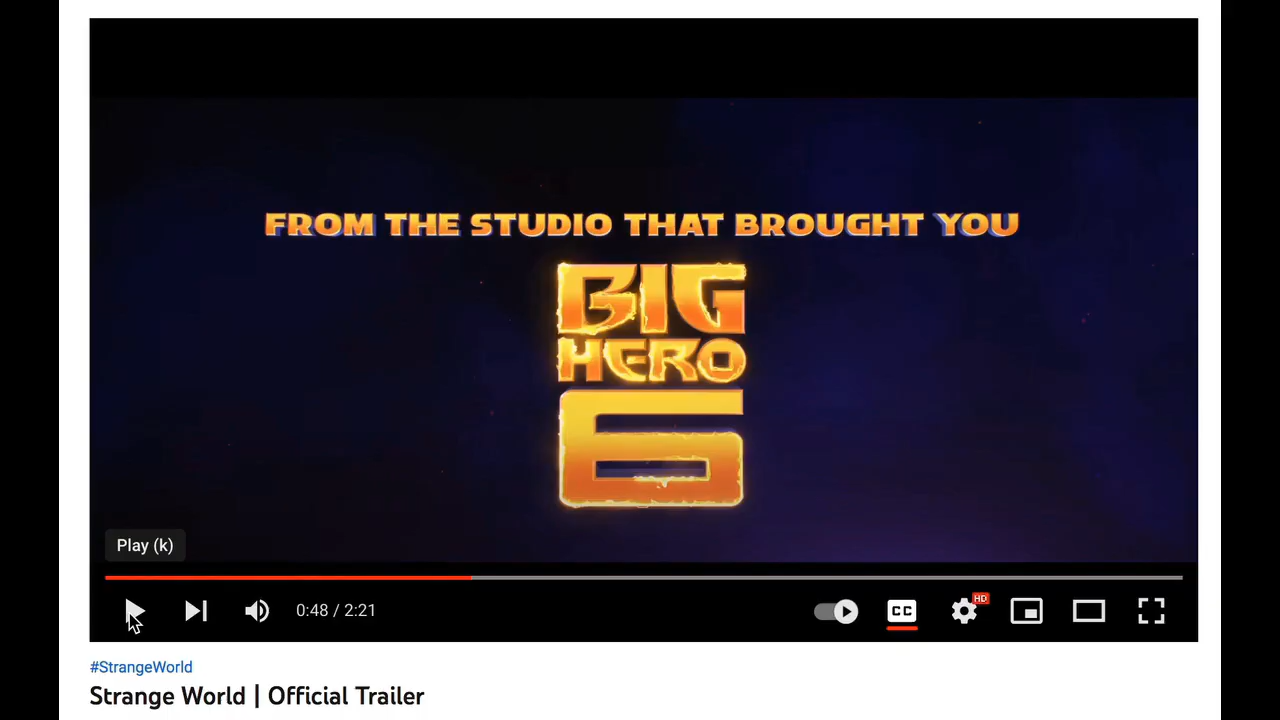 FROM THE STUDIO THAT BROUGHT YOU
BIG
HERO
6
Play (k)
0:48 / 2:21
CC
HD
#StrangeWorld
Strange World | Official Trailer